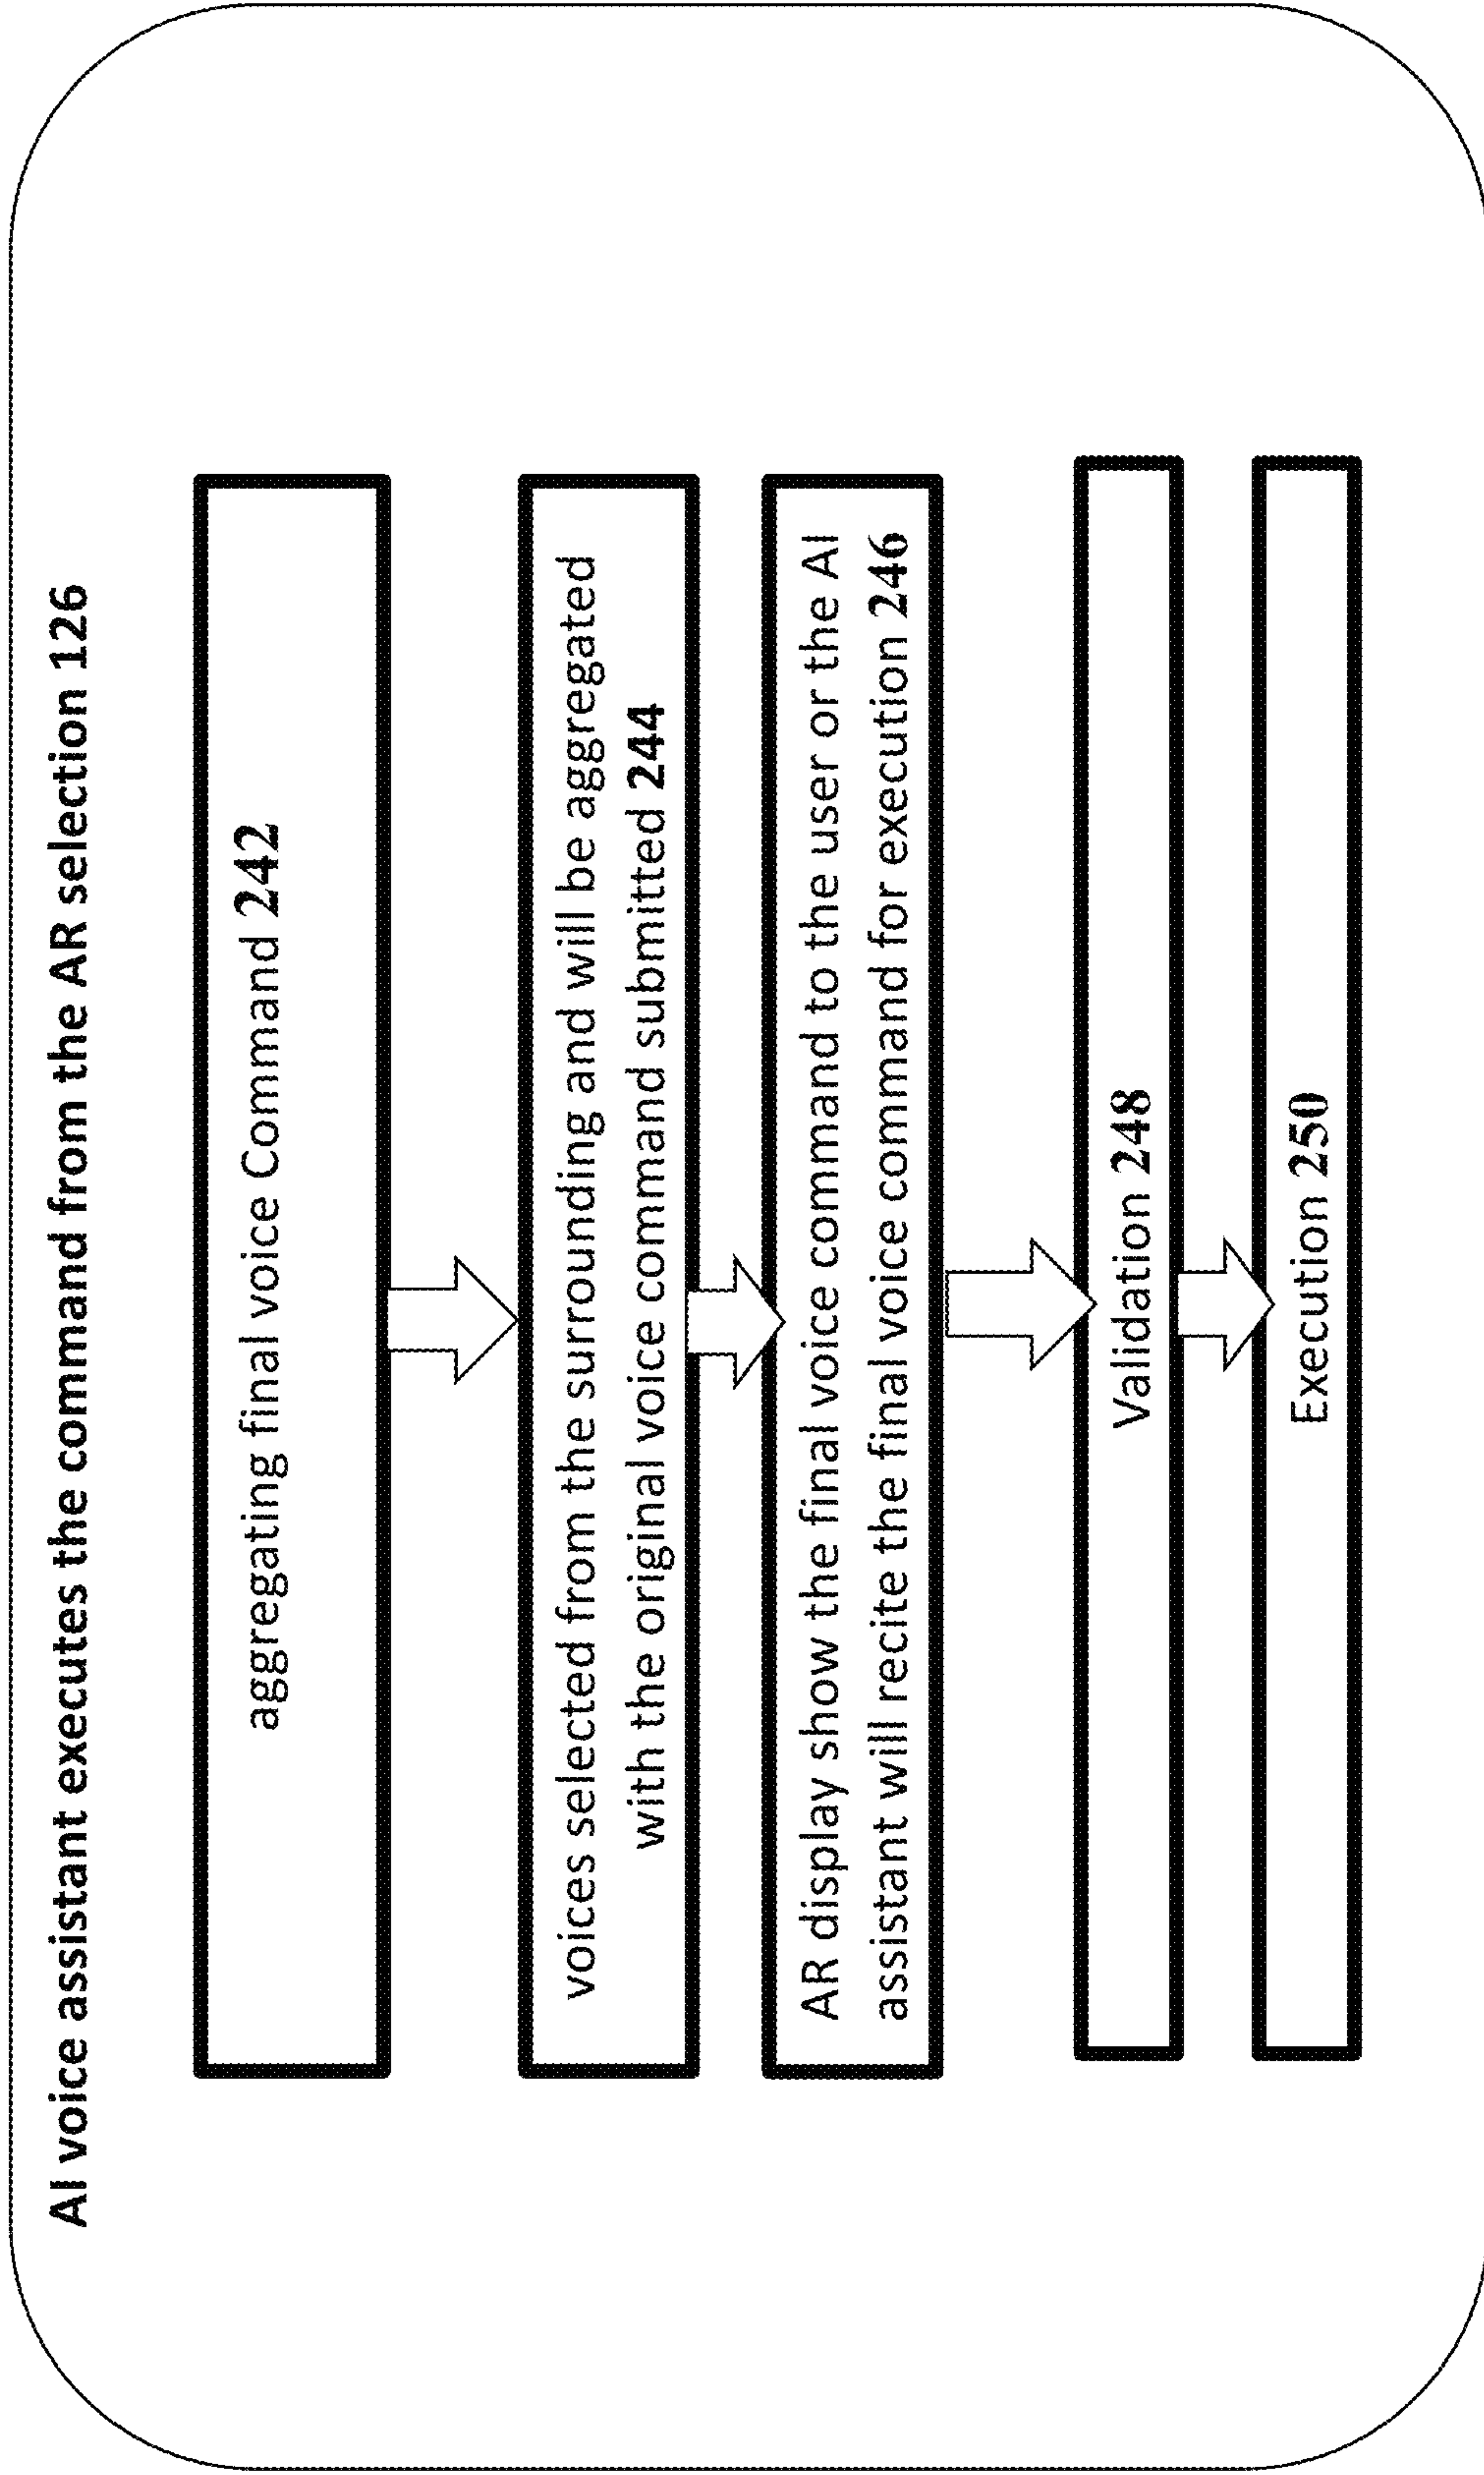 AI voice assistant executes the command from the AR selection 126
aggregating final voice Command 242
voices selected from the surrounding and will be aggregated
with the original voice command submitted 244
AR display show the final voice command to the user or the AI
assistant will recite the final voice command for execution 246
Validation 248
Execution 250